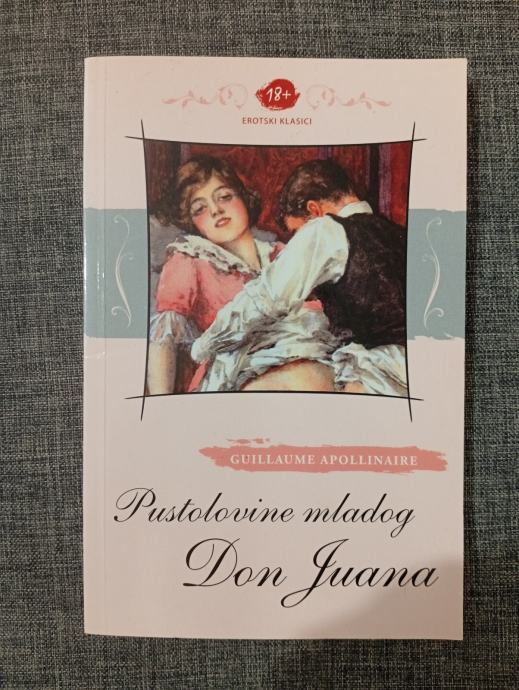 18+
EROTSKI KLASICI
GUILLAUME APOLLINAIRE
Pustolovine mladog
Don Juana